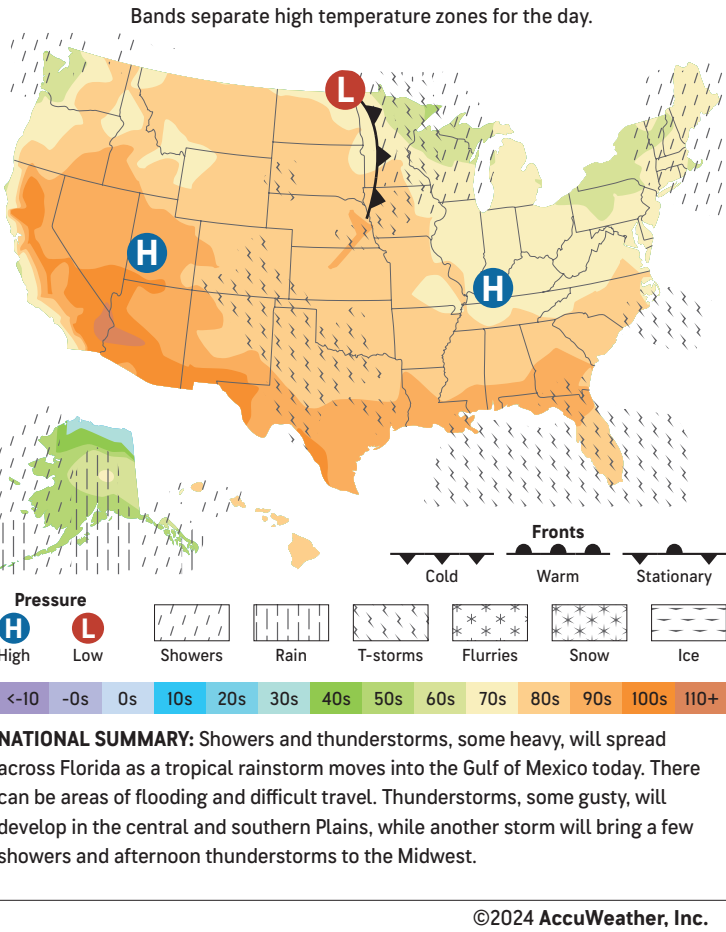 Bands separate high temperature zones for the day.
L
H
H
Fronts
Cold Warm Stationary
Pressure
H L
High Low Showers Rain T-storms Flurries Snow Ice
<-10 -0s 0s 10s 20s 30s 40s 50s 60s 70s 80s 90s 100s 110+
NATIONAL SUMMARY: Showers and thunderstorms, some heavy, will spread
across Florida as a tropical rainstorm moves into the Gulf of Mexico today. There
can be areas of flooding and difficult travel. Thunderstorms, some gusty, will
develop in the central and southern Plains, while another storm will bring a few
showers and afternoon thunderstorms to the Midwest.
©2024 AccuWeather, Inc.